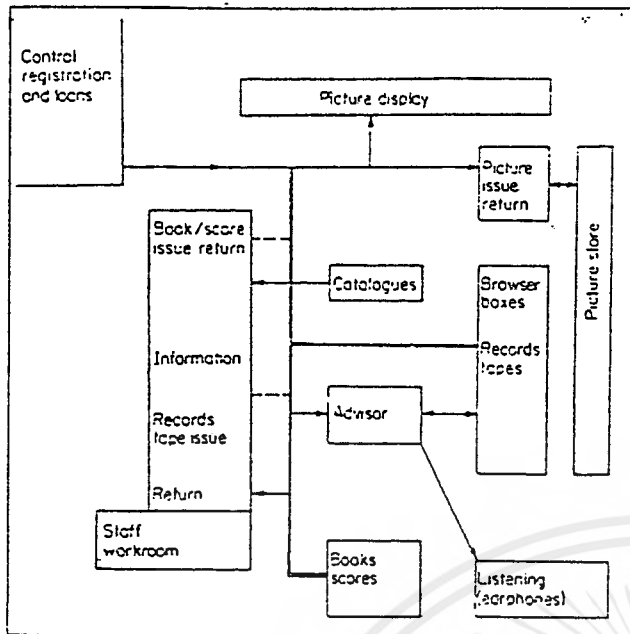 Control
registration
and loans
Picture display
Picture
issue
return
Picture store
Book/score
issue return
Catalogues
Browser
boxes
Records
tapes
Information
Advisor
Records
tape issue
Return
Staff
workroom
Books
scores
Listening
(earphones)